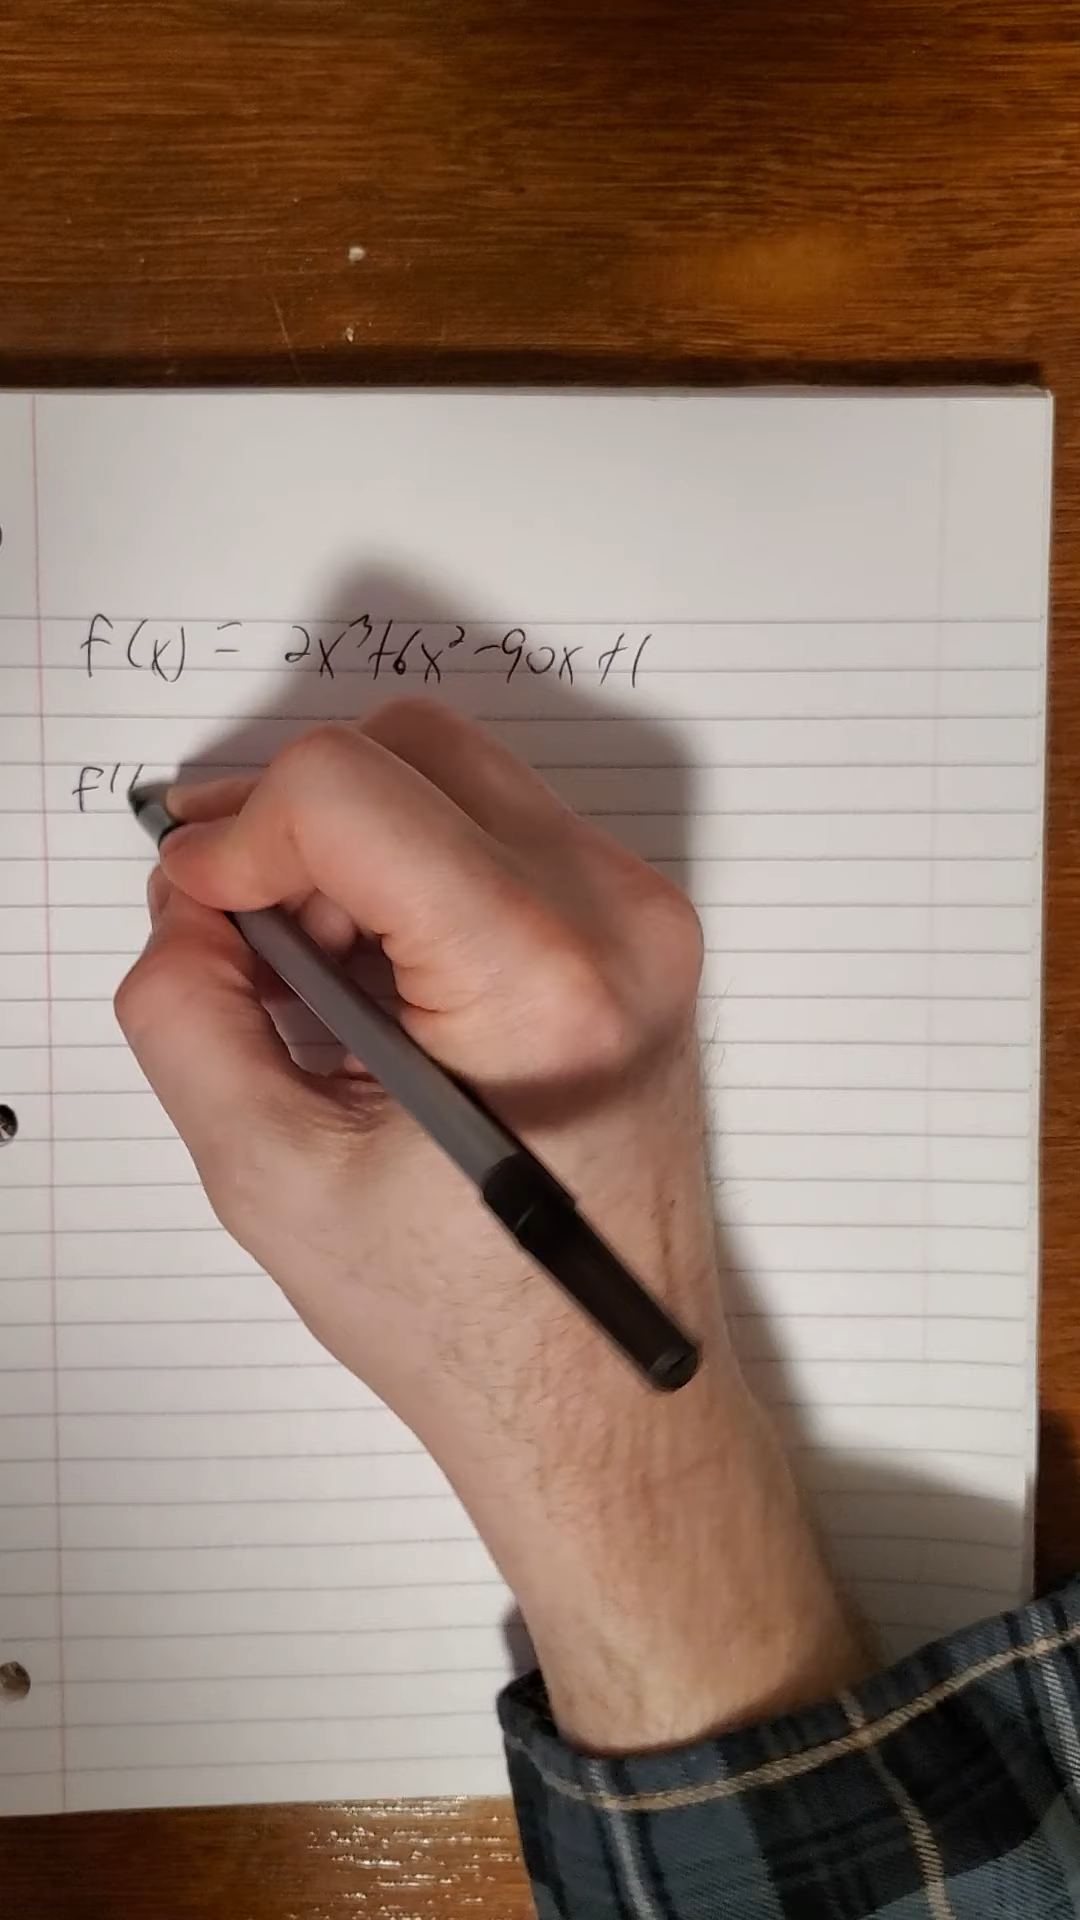 f(x) = 2x³+6x²-90x+1
f'(